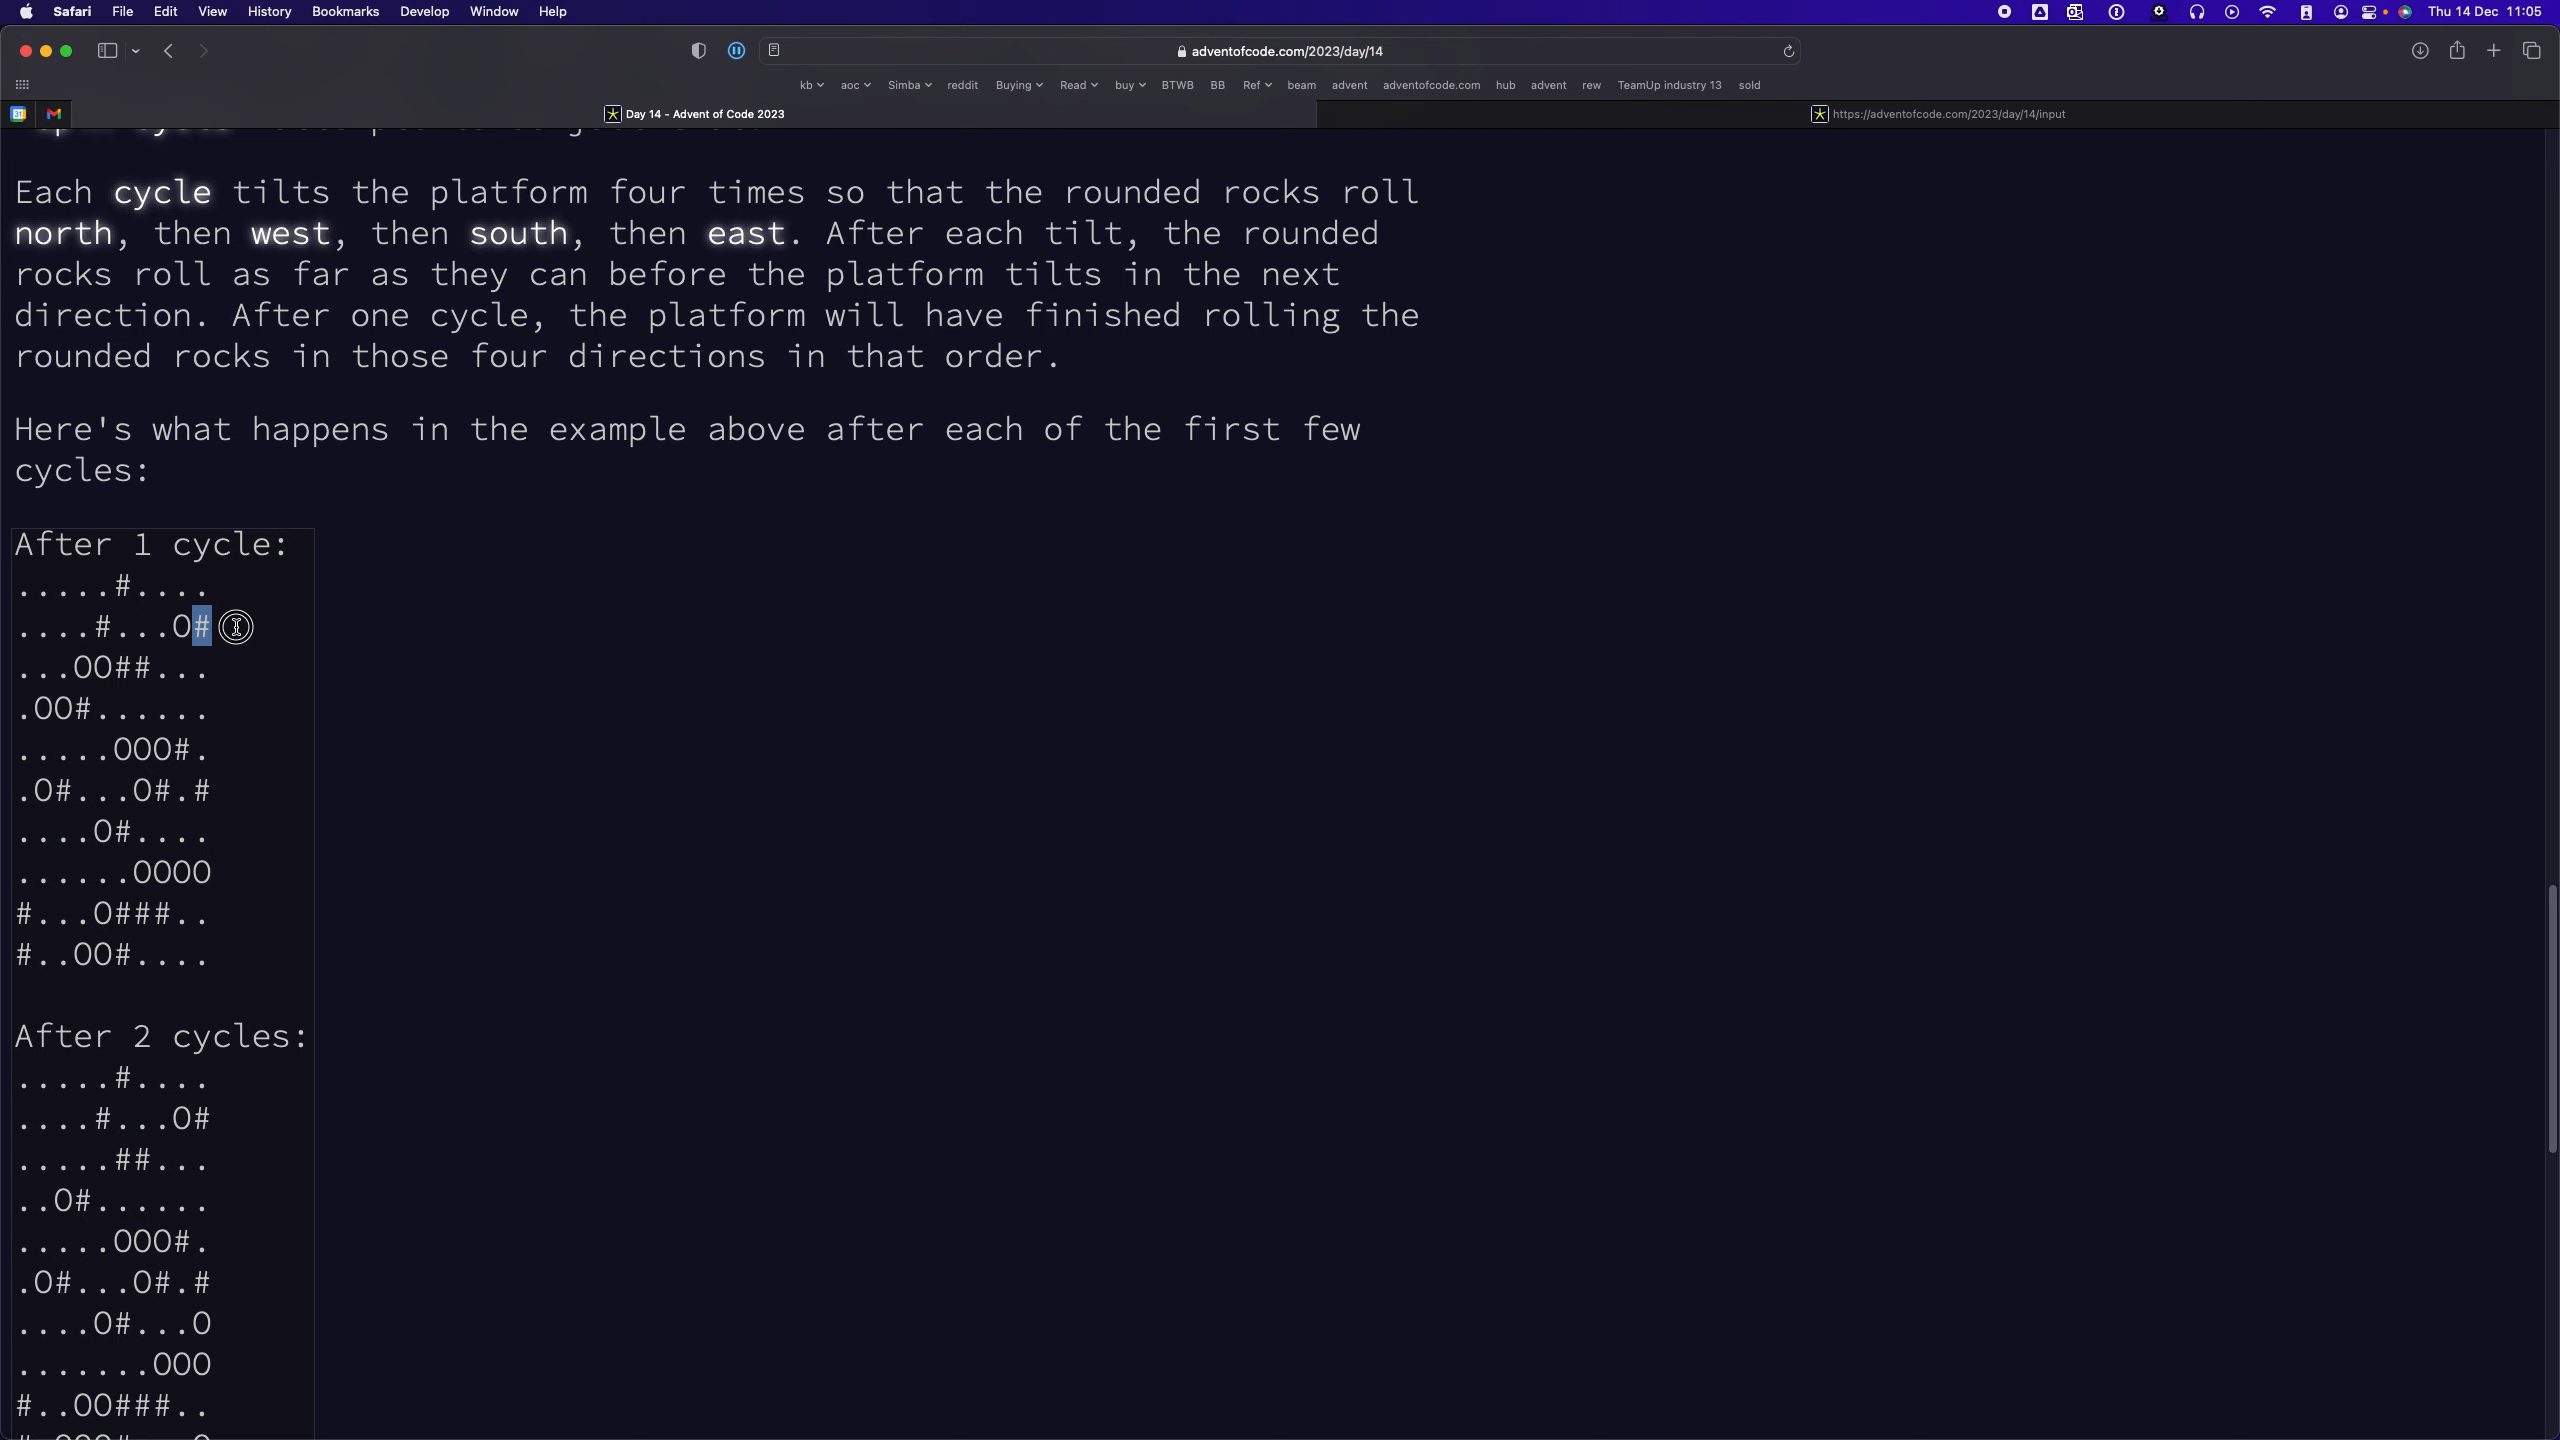 Safari File Edit View History Bookmarks Develop Window Help Thu 14 Dec 11:05
adventofcode.com/2023/day/14
kb aoc Simba reddit Buying Read buy BTWB BB Ref beam advent adventofcode.com hub advent rew TeamUp industry 13 sold
31 Day 14 - Advent of Code 2023 https://adventofcode.com/2023/day/14/input
Each cycle tilts the platform four times so that the rounded rocks roll
north, then west, then south, then east. After each tilt, the rounded
rocks roll as far as they can before the platform tilts in the next
direction. After one cycle, the platform will have finished rolling the
rounded rocks in those four directions in that order.
Here's what happens in the example above after each of the first few
cycles:
After 1 cycle:
.....#....
....#...O#
...OO##...
.OO#......
.....OOO#.
.O#...O#.#
....O#....
......OOOO
#...O###..
#..OO#....
After 2 cycles:
.....#....
....#...O#
.....##...
..O#......
.....OOO#.
.O#...O#.#
....O#...O
.......OOO
#..OO###..